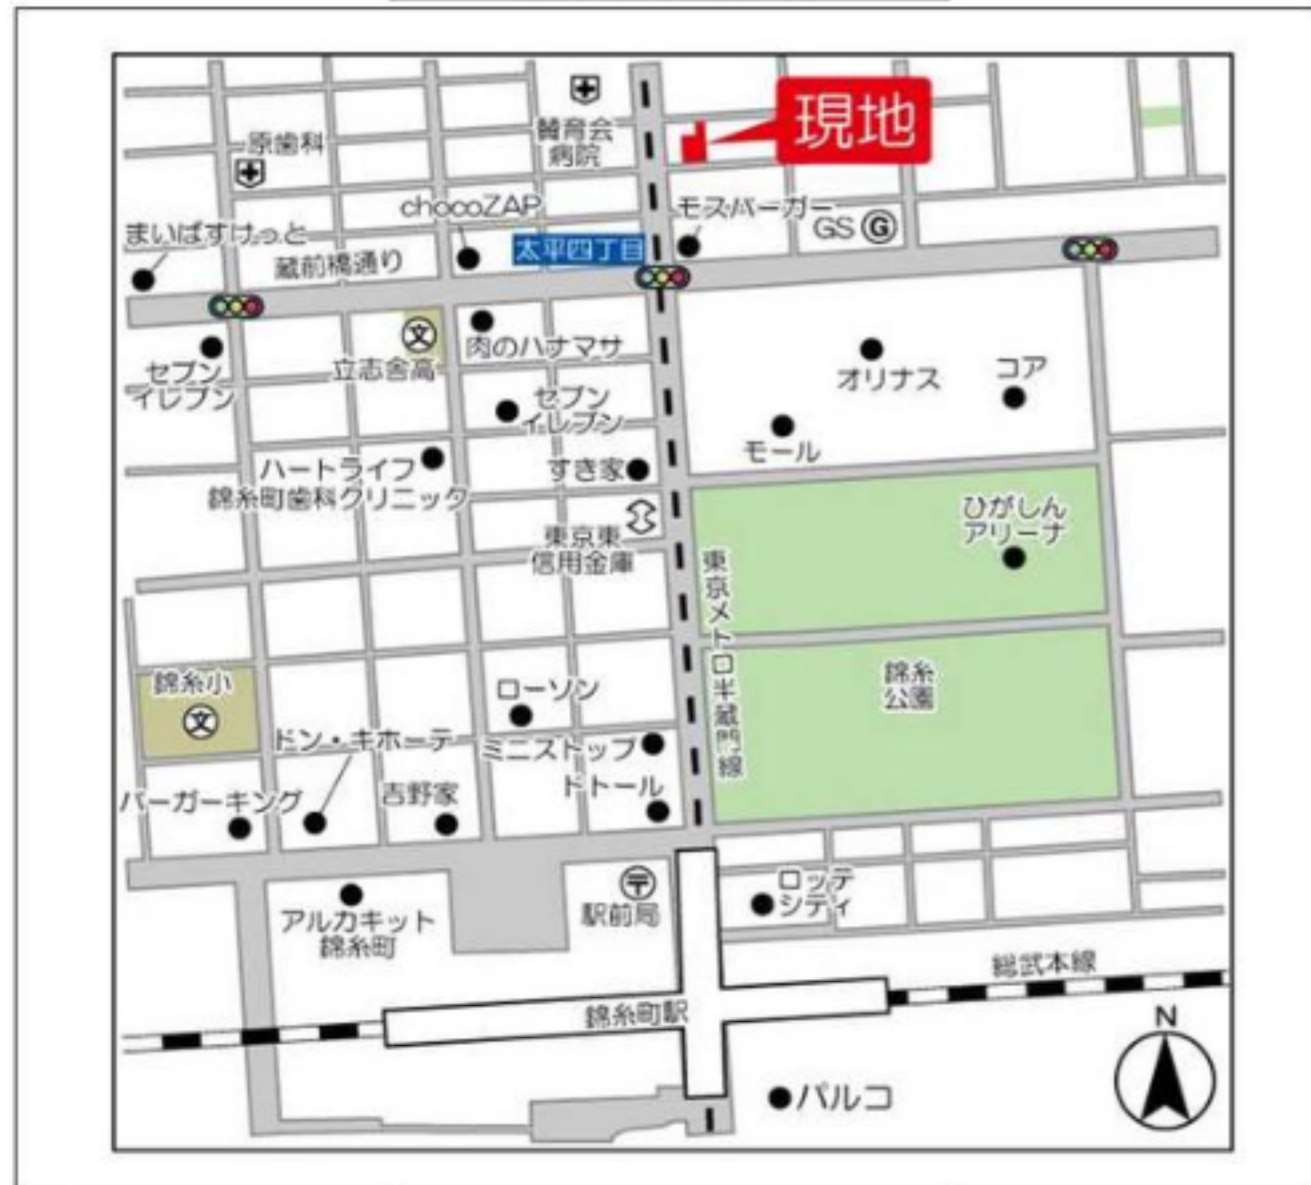 現地
賛育会
病院
原歯科
chocoZAP
モスバーガー
GS G
まいばすけっと
太平四丁目
蔵前橋通り
肉のハナマサ
文
立志舎高
セブン
イレブン
オリナス
コア
セブン
イレブン
モール
ハートライフ
錦糸町歯科クリニック
すき家
ひがしん
アリーナ
東京東
信用金庫
東京メトロ半蔵門線
錦糸小
文
ローソン
錦糸
公園
ドン・キホーテ
ミニストップ
バーガーキング
吉野家
ドトール
アルカキット
錦糸町
〒
駅前局
ロッテ
シティ
総武本線
錦糸町駅
N
パルコ